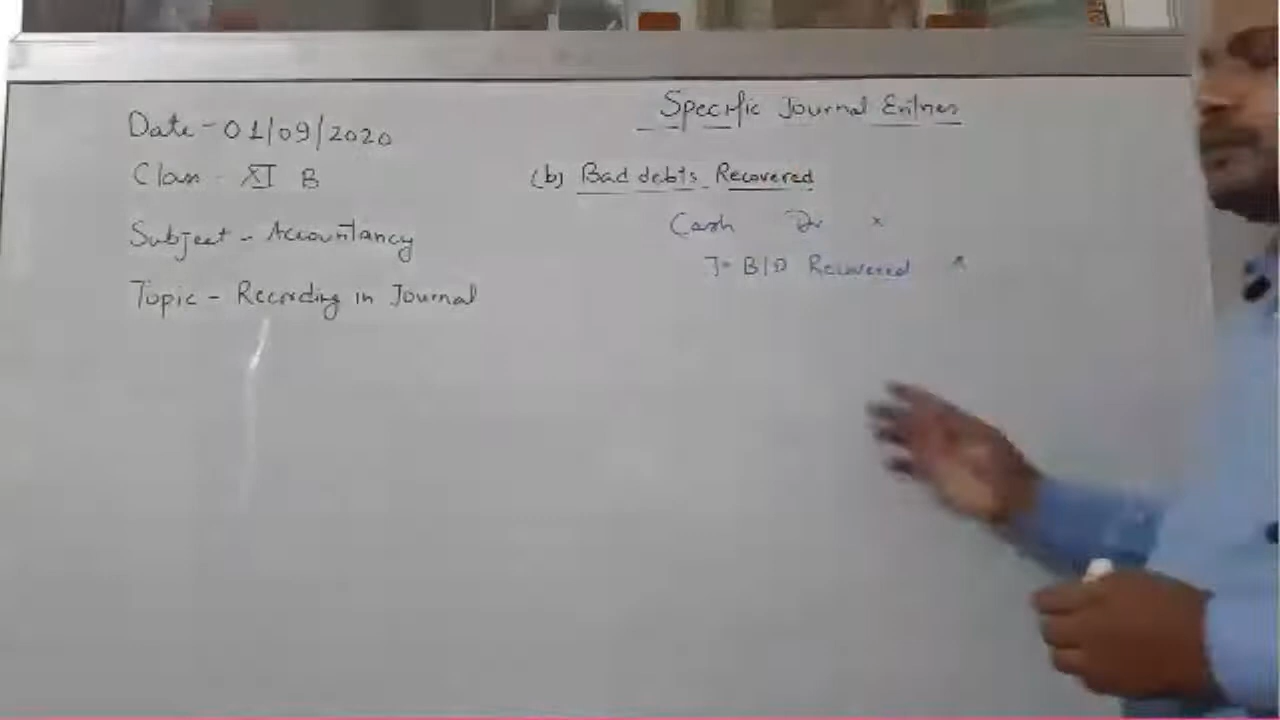 Date - 01/09/2020
Class - XI B
Subject - Accountancy
Topic - Recording in Journal
Specific Journal Entries
(b) Bad debts Recovered
Cash Dr x
To B/D Recovered x